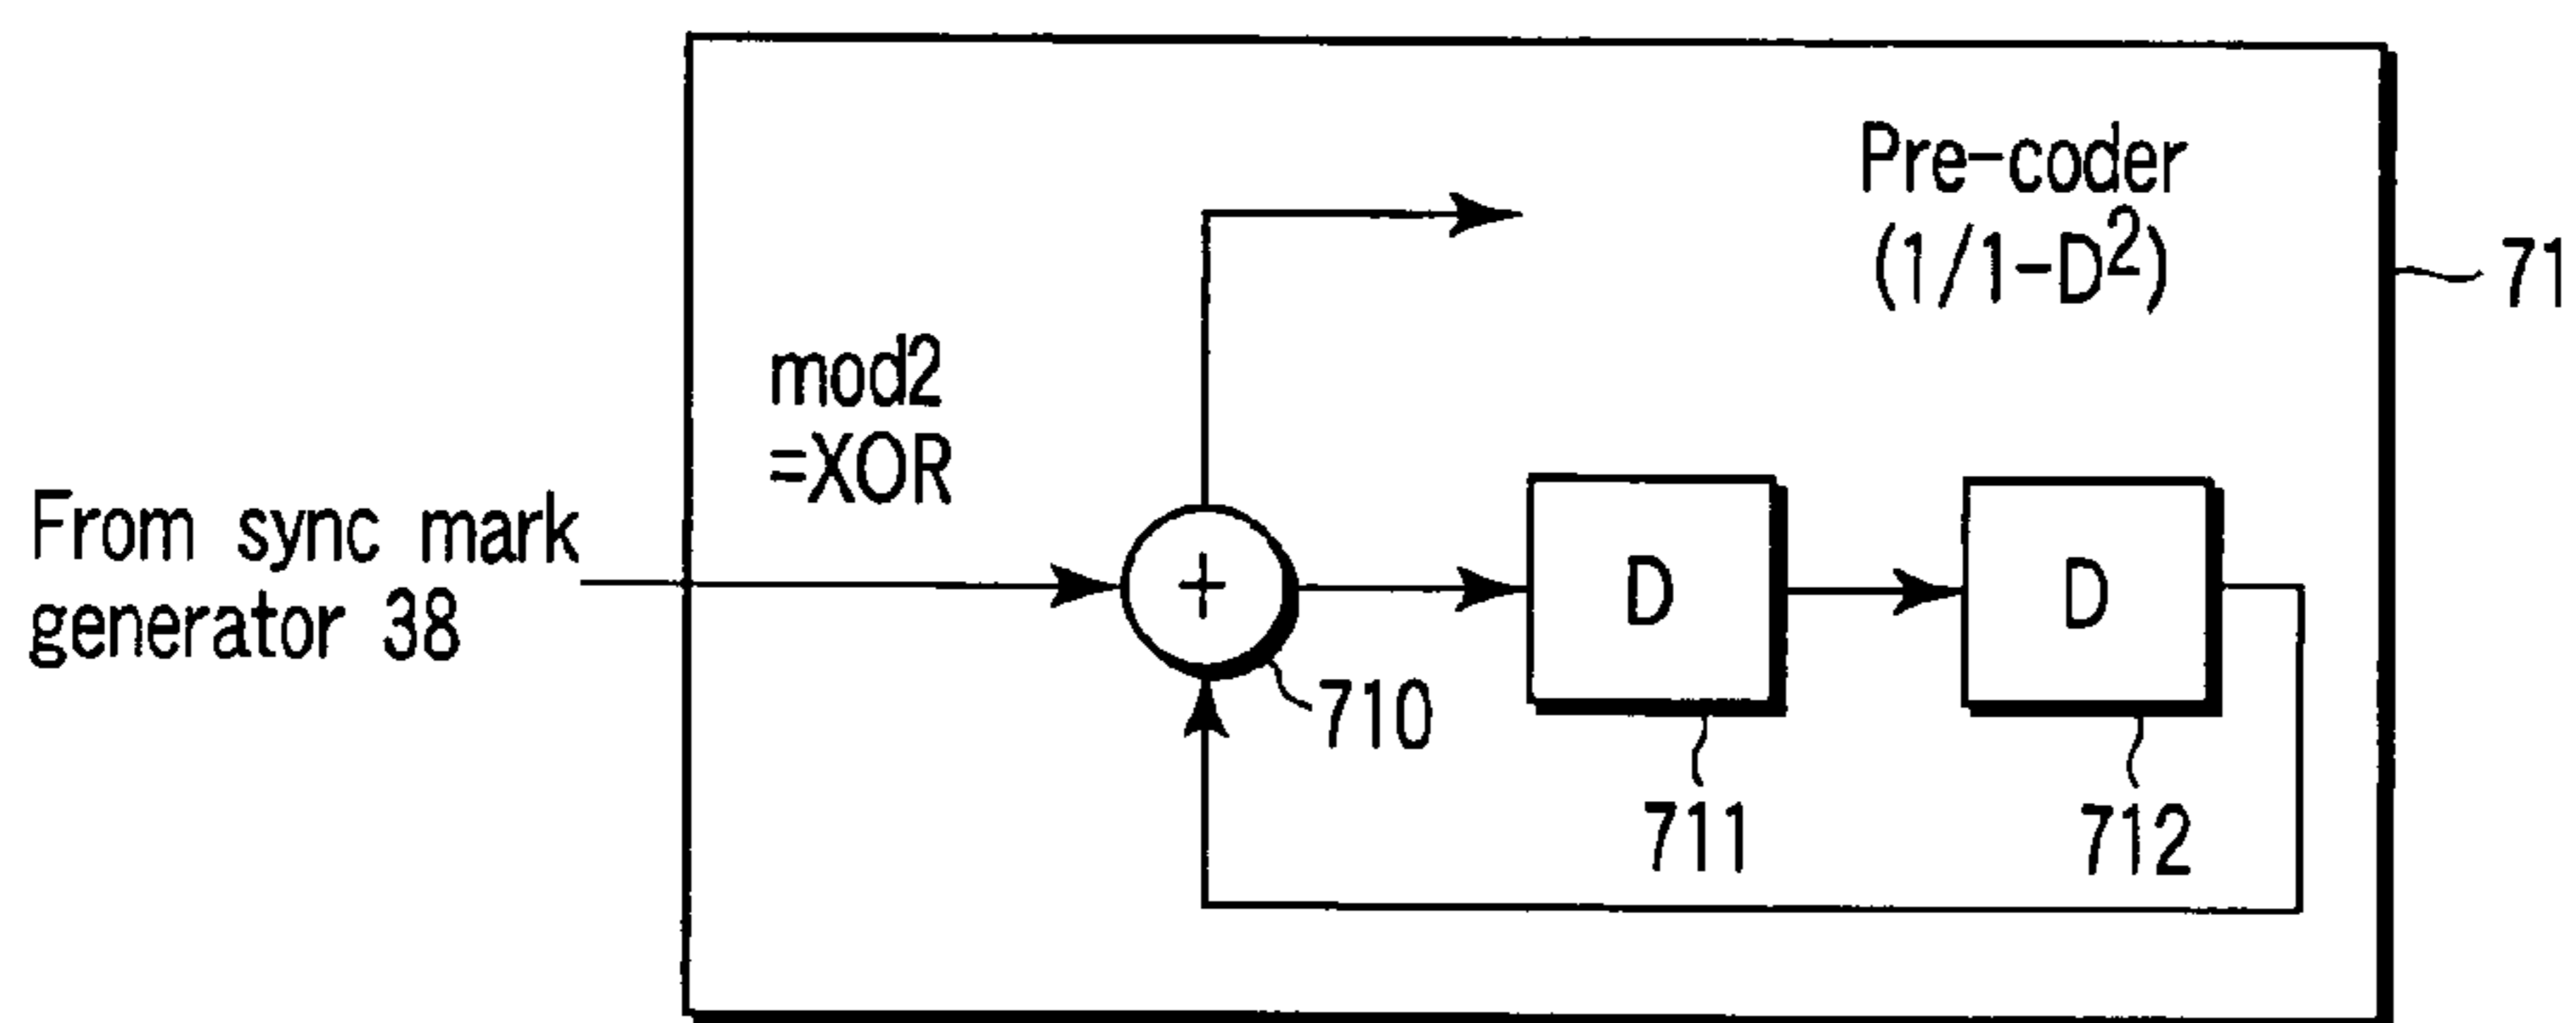 Pre-coder
(1/1-D²)
71
mod2
=XOR
From sync mark
generator 38
+
D
D
710
711
712